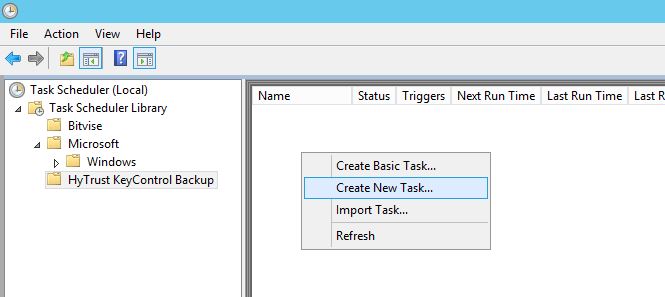 File Action View Help
Task Scheduler (Local)
Task Scheduler Library
Bitvise
Microsoft
Windows
HyTrust KeyControl Backup
Name Status Triggers Next Run Time Last Run Time Last R
Create Basic Task...
Create New Task...
Import Task...
Refresh